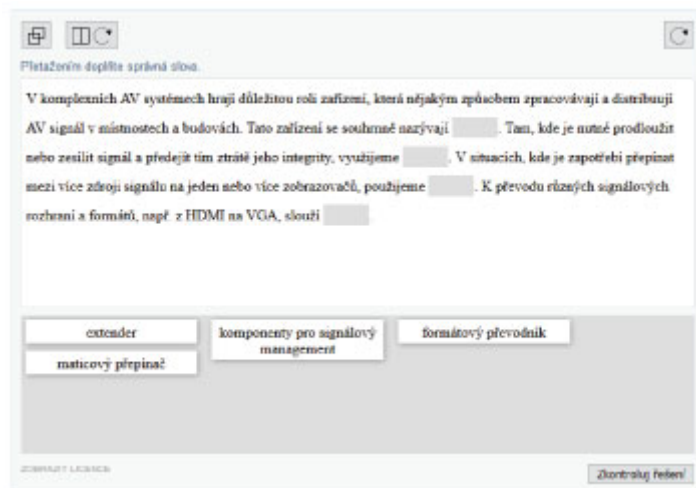 Přetažením doplňte správná slova.
V komplexních AV systémech hrají důležitou roli zařízení, která nějakým způsobem zpracovávají a distribuují
AV signál v místnostech a budovách. Tato zařízení se souhrnně nazývají . Tam, kde je nutné prodloužit
nebo zesílit signál a předejít tím ztrátě jeho integrity, využijeme . V situacích, kde je zapotřebí přepínat
mezi více zdroji signálu na jeden nebo více zobrazovačů, použijeme . K převodu různých signálových
rozhraní a formátů, např. z HDMI na VGA, slouží .
extender
komponenty pro signálový
management
formátový převodník
maticový přepínač
ZOBRAZIT LICENCE
Zkontroluj řešení